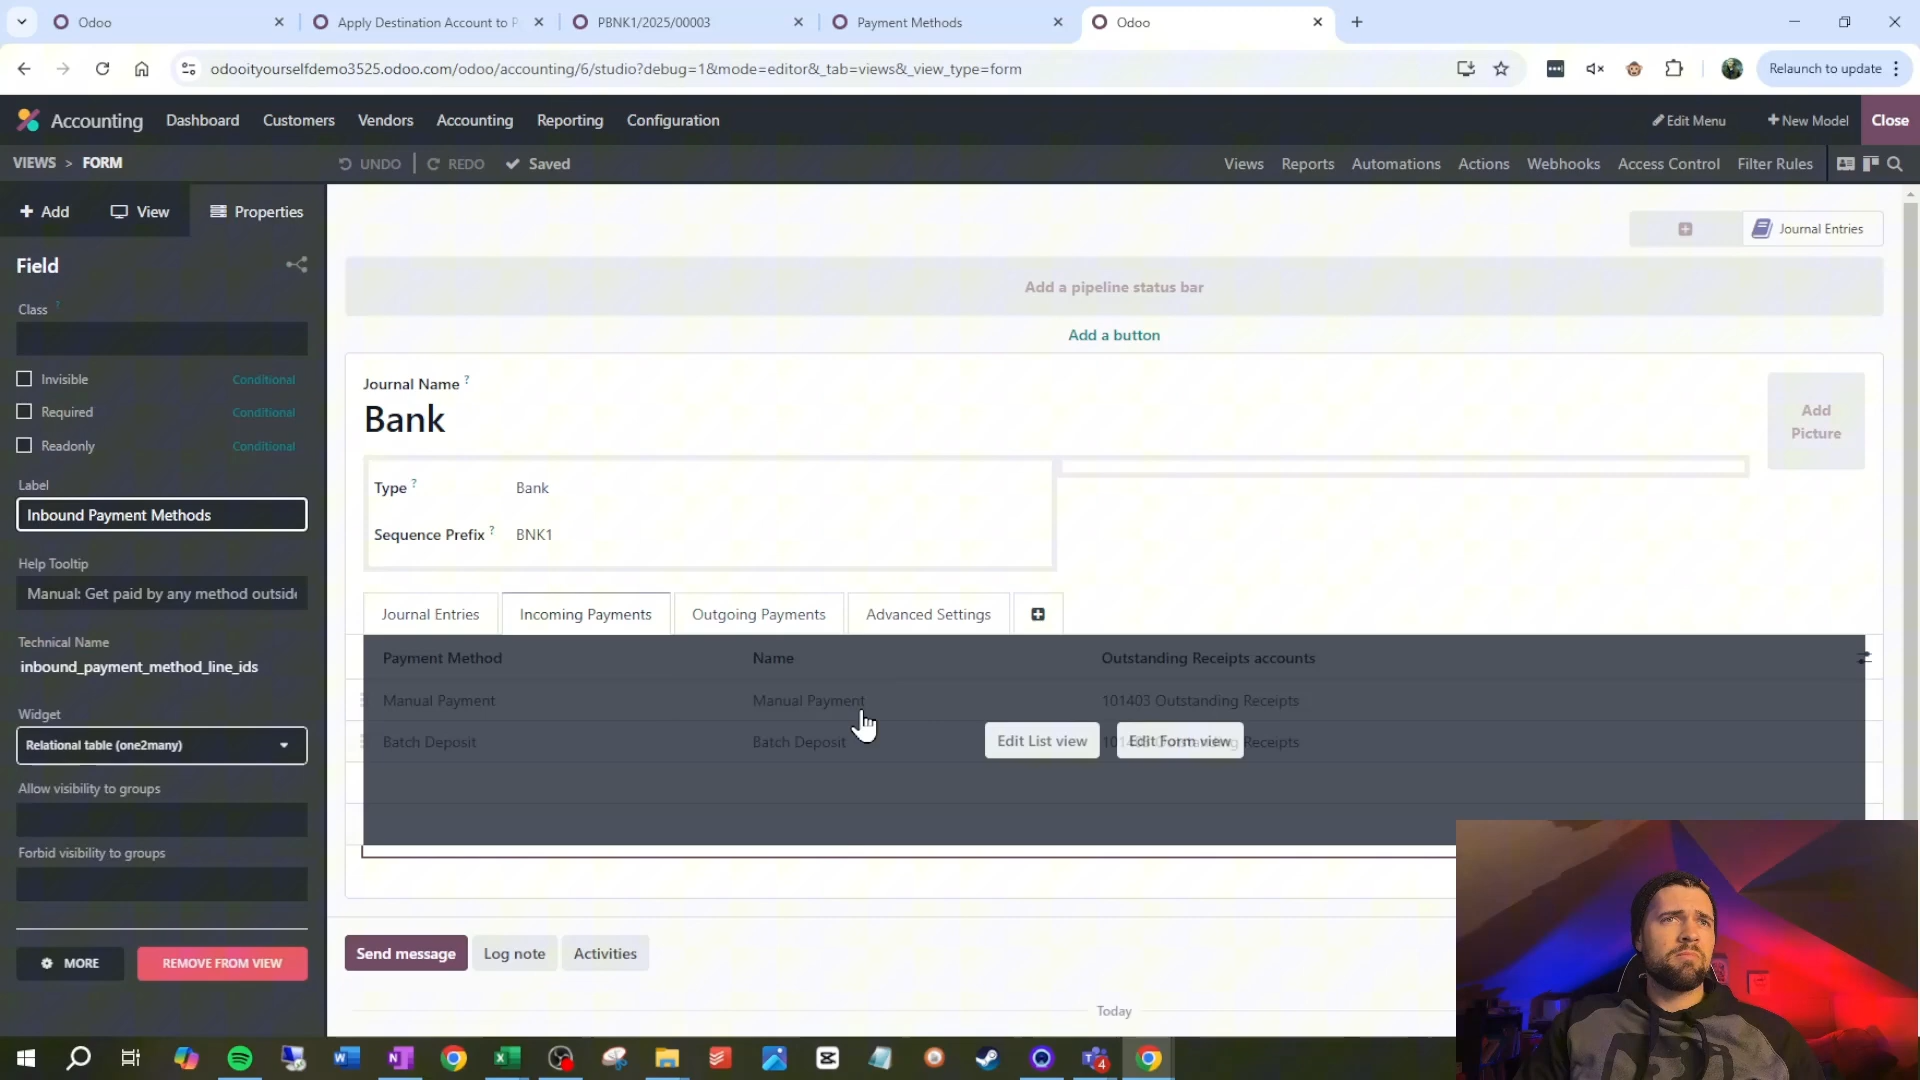 Odoo
Apply Destination Account to P
PBNK1/2025/00003
Payment Methods
Odoo
odooityourselfdemo3525.odoo.com/odoo/accounting/6/studio?debug=1&mode=editor&_tab=views&_view_type=form
Relaunch to update
Accounting Dashboard Customers Vendors Accounting Reporting Configuration
Edit Menu + New Model Close
VIEWS > FORM
UNDO REDO Saved
Views Reports Automations Actions Webhooks Access Control Filter Rules
+ Add View Properties
Field
Class ?
Invisible Conditional
Required Conditional
Readonly Conditional
Label
Inbound Payment Methods
Help Tooltip
Manual: Get paid by any method outside
Technical Name
inbound_payment_method_line_ids
Widget
Relational table (one2many)
Allow visibility to groups
Forbid visibility to groups
MORE REMOVE FROM VIEW
Journal Entries
Add a pipeline status bar
Add a button
Journal Name ?
Bank
Add
Picture
Type ? Bank
Sequence Prefix ? BNK1
Journal Entries Incoming Payments Outgoing Payments Advanced Settings
Payment Method Name Outstanding Receipts accounts
Manual Payment Manual Payment 101403 Outstanding Receipts
Batch Deposit Batch Deposit Receipts
Edit List view Edit Form view
Send message Log note Activities
Today
4